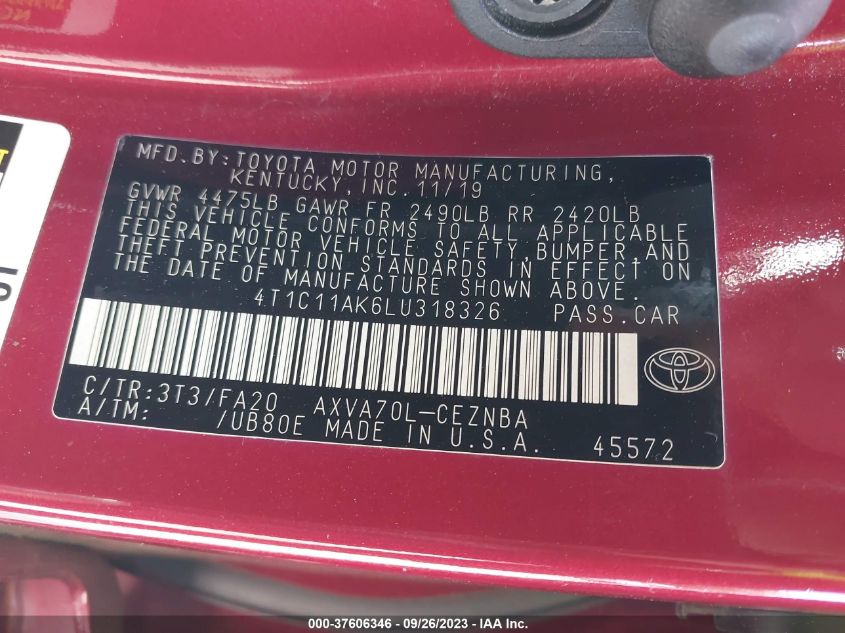 MFD.BY:TOYOTA MOTOR MANUFACTURING,
KENTUCKY,INC. 11/19
GVWR 4475LB GAWR FR 2490LB RR 2420LB
THIS VEHICLE CONFORMS TO ALL APPLICABLE
FEDERAL MOTOR VEHICLE SAFETY,BUMPER,AND
THEFT PREVENTION STANDARDS IN EFFECT ON
THE DATE OF MANUFACTURE SHOWN ABOVE.
4T1C11AK6LU318326 PASS.CAR
C/TR:3T3/FA20 AXVA70L-CEZNBA
A/TM: /UB80E MADE IN U.S.A. 45572
000-37606346 - 09/26/2023 - IAA Inc.